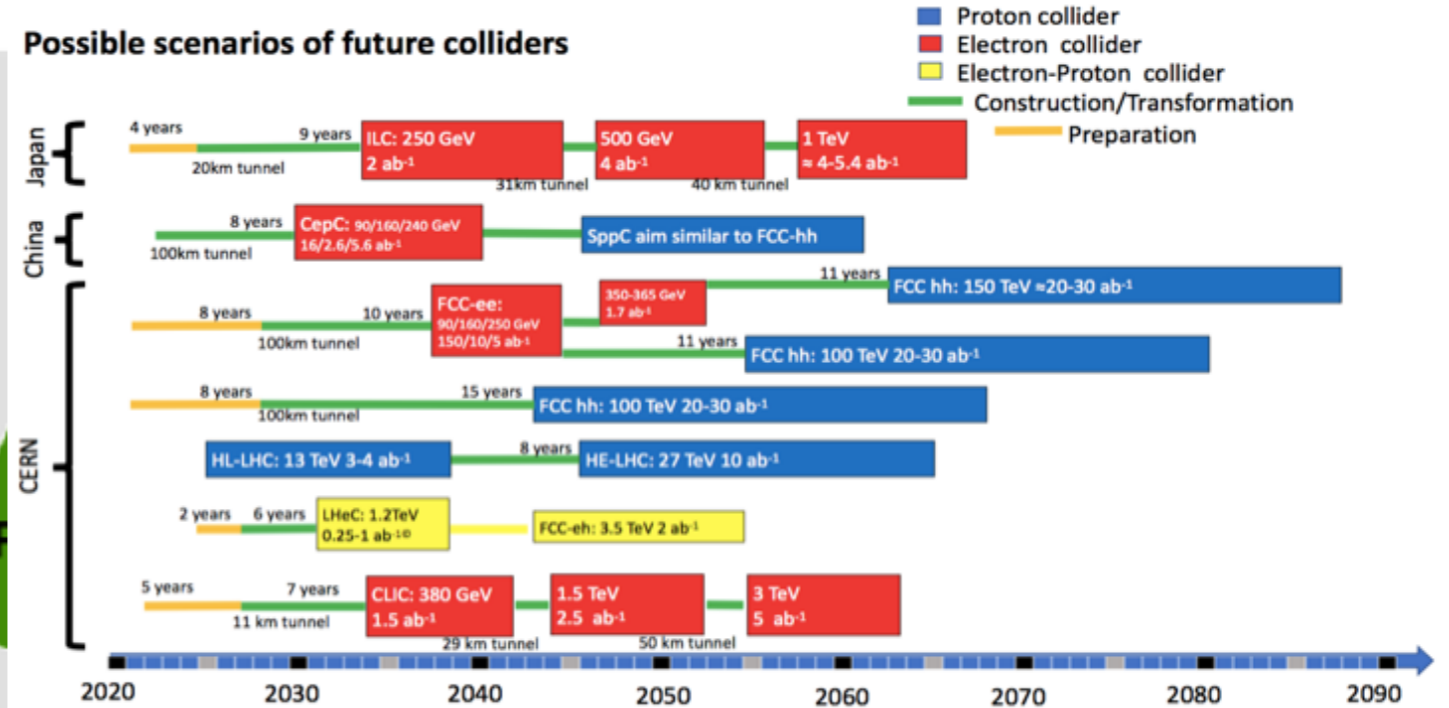 Possible scenarios of future colliders
Proton collider
Electron collider
Electron-Proton collider
Construction/Transformation
Preparation
Japan
4 years
9 years
20km tunnel
ILC: 250 GeV
2 ab-1
31km tunnel
500 GeV
4 ab-1
40 km tunnel
1 TeV
≈ 4-5.4 ab-1
China
8 years
100km tunnel
CepC: 90/160/240 GeV
16/2.6/5.6 ab-1
SppC aim similar to FCC-hh
CERN
8 years
10 years
100km tunnel
FCC-ee:
90/160/250 GeV
150/10/5 ab-1
350-365 GeV
1.7 ab-1
11 years
FCC hh: 150 TeV ≈20-30 ab-1
11 years
FCC hh: 100 TeV 20-30 ab-1
8 years
15 years
100km tunnel
FCC hh: 100 TeV 20-30 ab-1
HL-LHC: 13 TeV 3-4 ab-1
8 years
HE-LHC: 27 TeV 10 ab-1
2 years
6 years
LHeC: 1.2TeV
0.25-1 ab-1
FCC-eh: 3.5 TeV 2 ab-1
5 years
7 years
11 km tunnel
CLIC: 380 GeV
1.5 ab-1
29 km tunnel
1.5 TeV
2.5 ab-1
50 km tunnel
3 TeV
5 ab-1
2020
2030
2040
2050
2060
2070
2080
2090